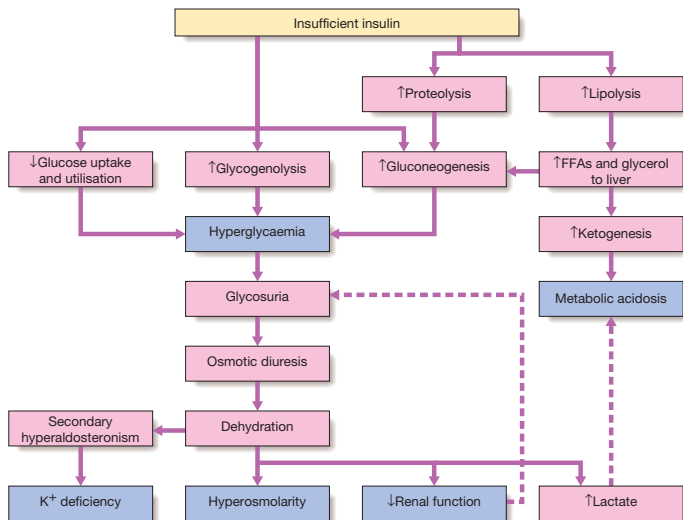 Insufficient insulin
↑Proteolysis
↑Lipolysis
↓Glucose uptake
and utilisation
↑Glycogenolysis
↑Gluconeogenesis
↑FFAs and glycerol
to liver
Hyperglycaemia
↑Ketogenesis
Glycosuria
Metabolic acidosis
Osmotic diuresis
Secondary
hyperaldosteronism
Dehydration
K⁺ deficiency
Hyperosmolarity
↓Renal function
↑Lactate